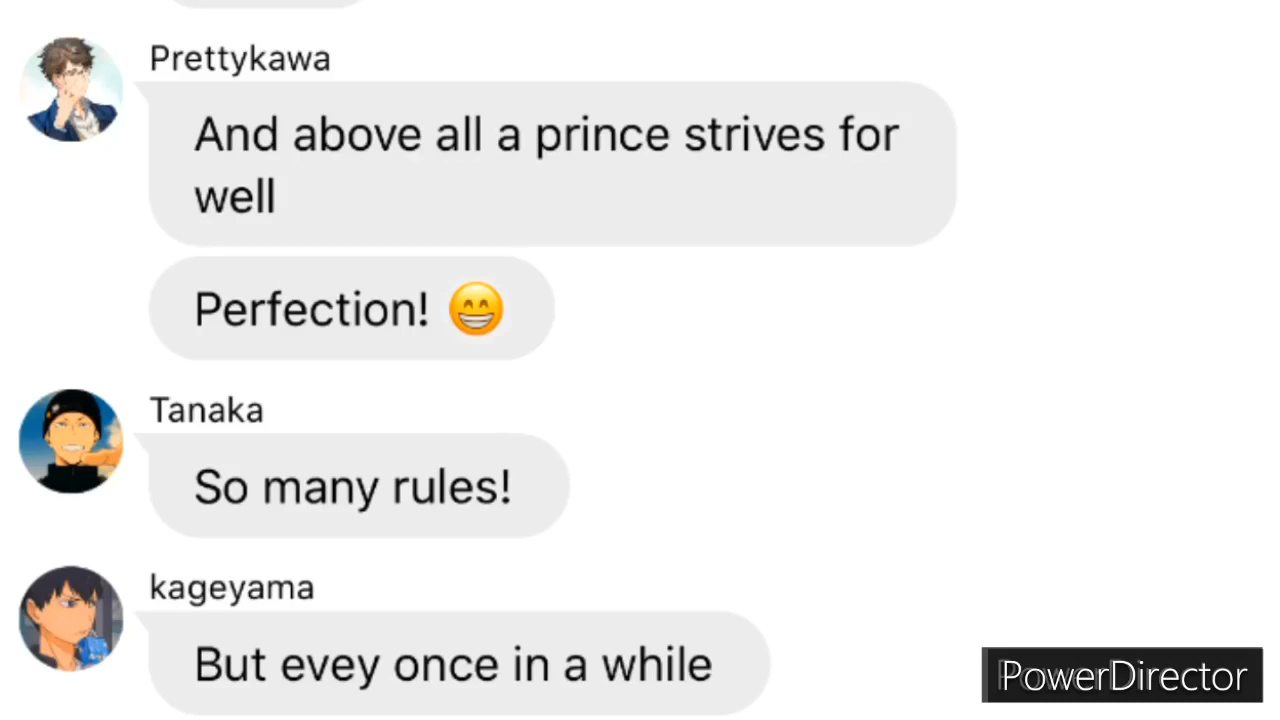 Prettykawa
And above all a prince strives for
well
Perfection! 😁
Tanaka
So many rules!
kageyama
But evey once in a while
PowerDirector